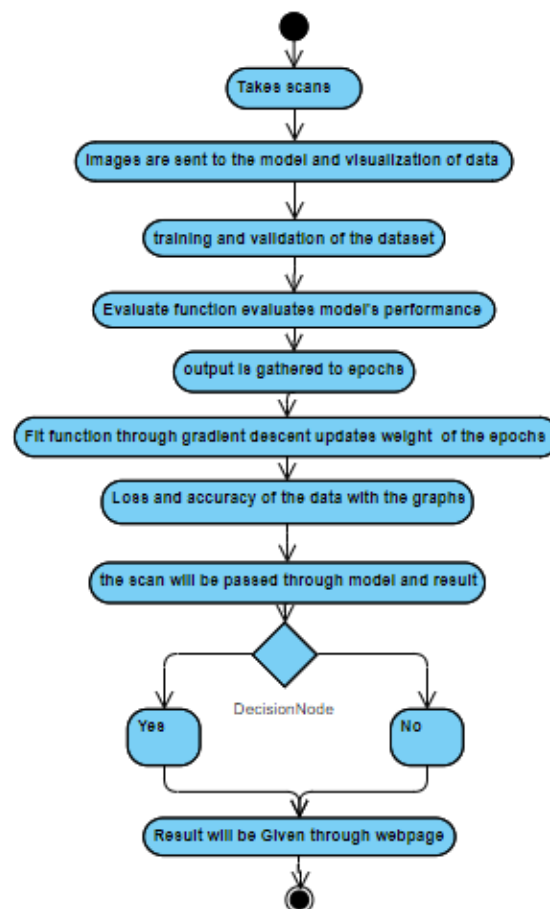 Takes scans
Images are sent to the model and visualization of data
training and validation of the dataset
Evaluate function evaluates model's performance
output is gathered to epochs
Fit function through gradient descent updates weight of the epochs
Loss and accuracy of the data with the graphs
the scan will be passed through model and result
DecisionNode
Yes
No
Result will be Given through webpage